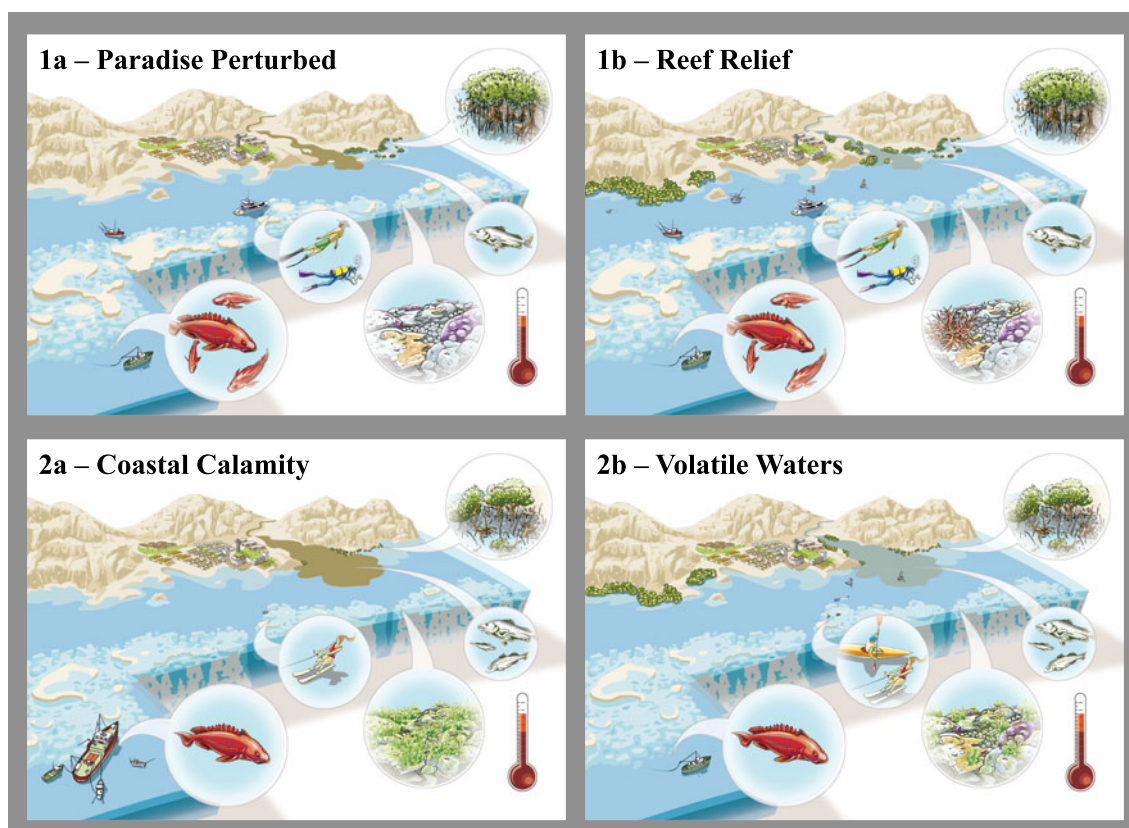 1a – Paradise Perturbed
1b – Reef Relief
2a – Coastal Calamity
2b – Volatile Waters